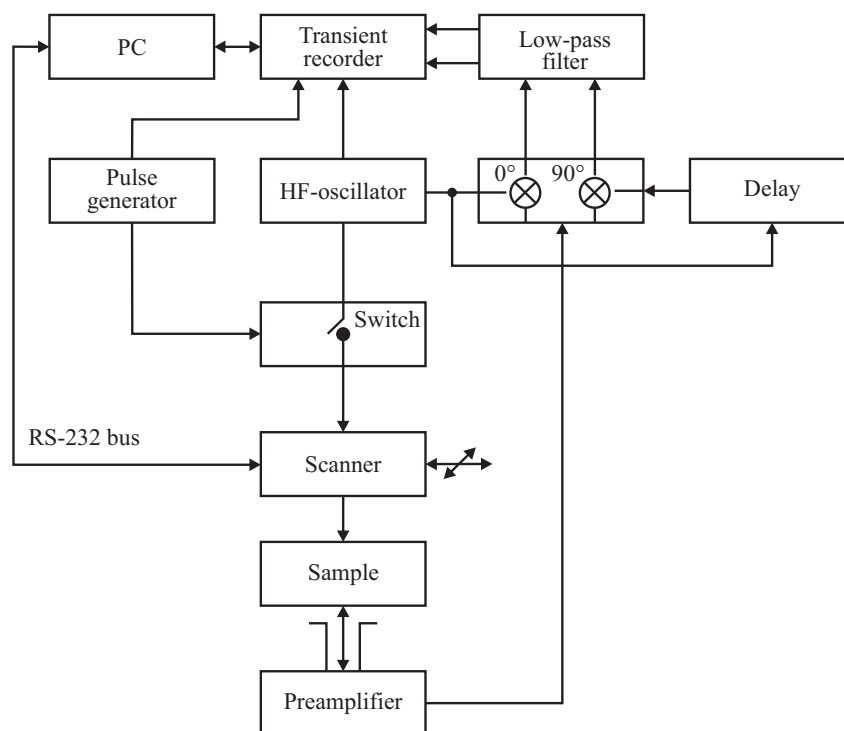 PC
Transient
recorder
Low-pass
filter
Pulse
generator
HF-oscillator
0°
90°
Delay
Switch
RS-232 bus
Scanner
Sample
Preamplifier